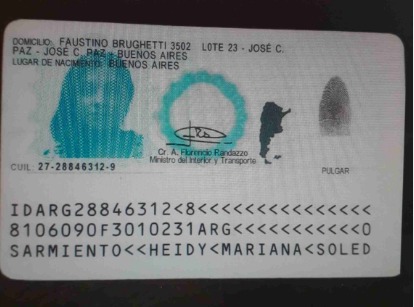 DOMICILIO: FAUSTINO BRUGHETTI 3502 LOTE 23 - JOSÉ C.
PAZ - JOSÉ C. PAZ - BUENOS AIRES
LUGAR DE NACIMIENTO: BUENOS AIRES
Cr. A. Florencio Randazzo
Ministro del Interior y Transporte
CUIL: 27-28846312-9
PULGAR
IDARG28846312<8<<<<<<<<<<<<<<<
8106090F3010231ARG<<<<<<<<<<<0
SARMIENTO<<HEIDY<MARIANA<SOLED